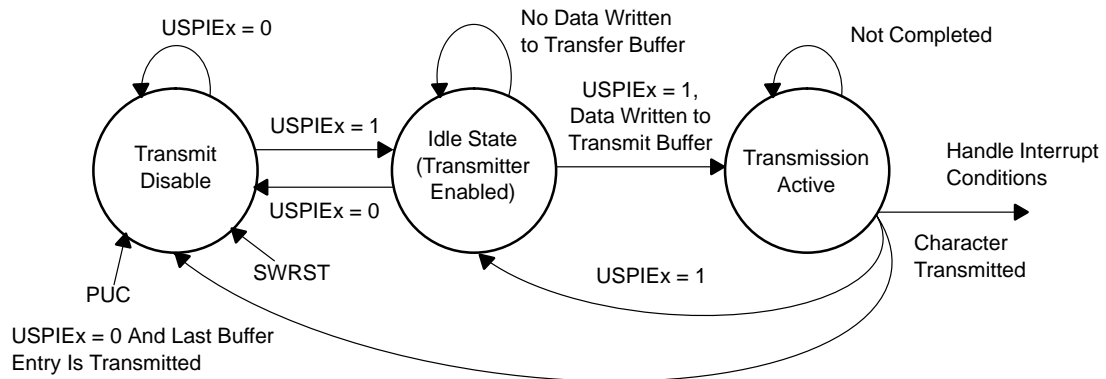 USPIEx = 0
No Data Written
to Transfer Buffer
Not Completed
USPIEx = 1
USPIEx = 1,
Data Written to
Transmit Buffer
Transmit
Disable
Idle State
(Transmitter
Enabled)
Transmission
Active
Handle Interrupt
Conditions
USPIEx = 0
SWRST
PUC
USPIEx = 1
Character
Transmitted
USPIEx = 0 And Last Buffer
Entry Is Transmitted